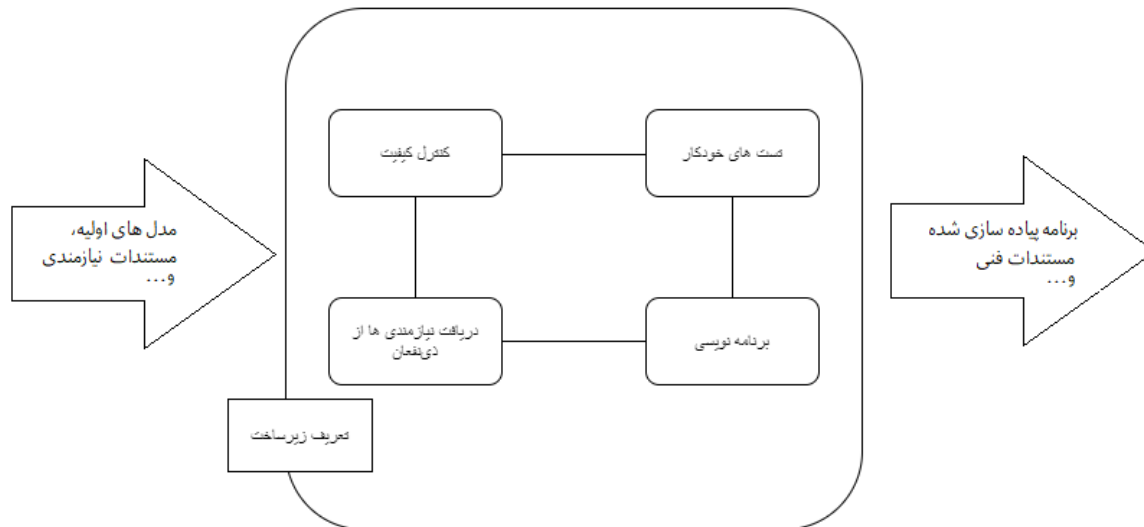 کنترل کیفیت
تست های خودکار
مدل های اولیه،
مستندات نیازمندی
و...
برنامه پیاده سازی شده
مستندات فنی
و...
دریافت نیازمندی ها از
ذی‌نفعان
برنامه نویسی
تعریف زیرساخت